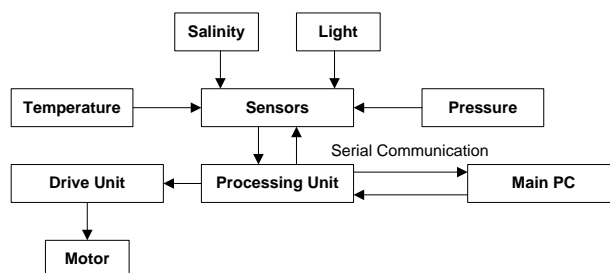 Salinity
Light
Temperature
Sensors
Pressure
Serial Communication
Drive Unit
Processing Unit
Main PC
Motor